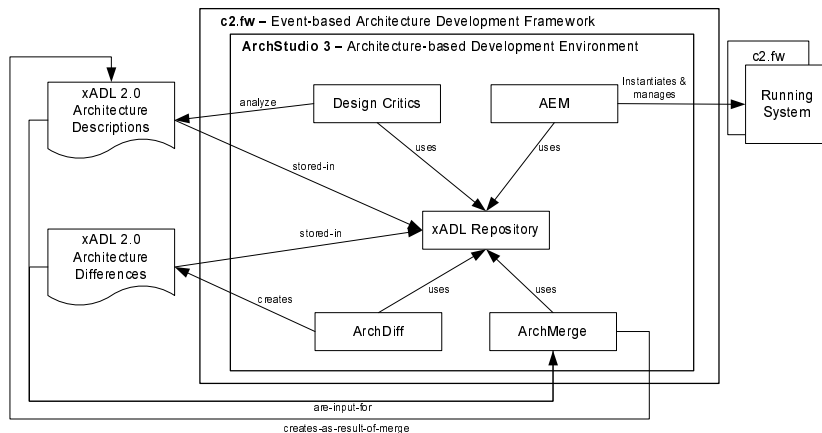 c2.fw – Event-based Architecture Development Framework
ArchStudio 3 – Architecture-based Development Environment
c2.fw
Instantiates &
manages
xADL 2.0
Architecture
Descriptions
analyze
Design Critics
AEM
Running
System
uses
uses
stored-in
xADL 2.0
Architecture
Differences
stored-in
xADL Repository
creates
uses
uses
ArchDiff
ArchMerge
are-input-for
creates-as-result-of-merge